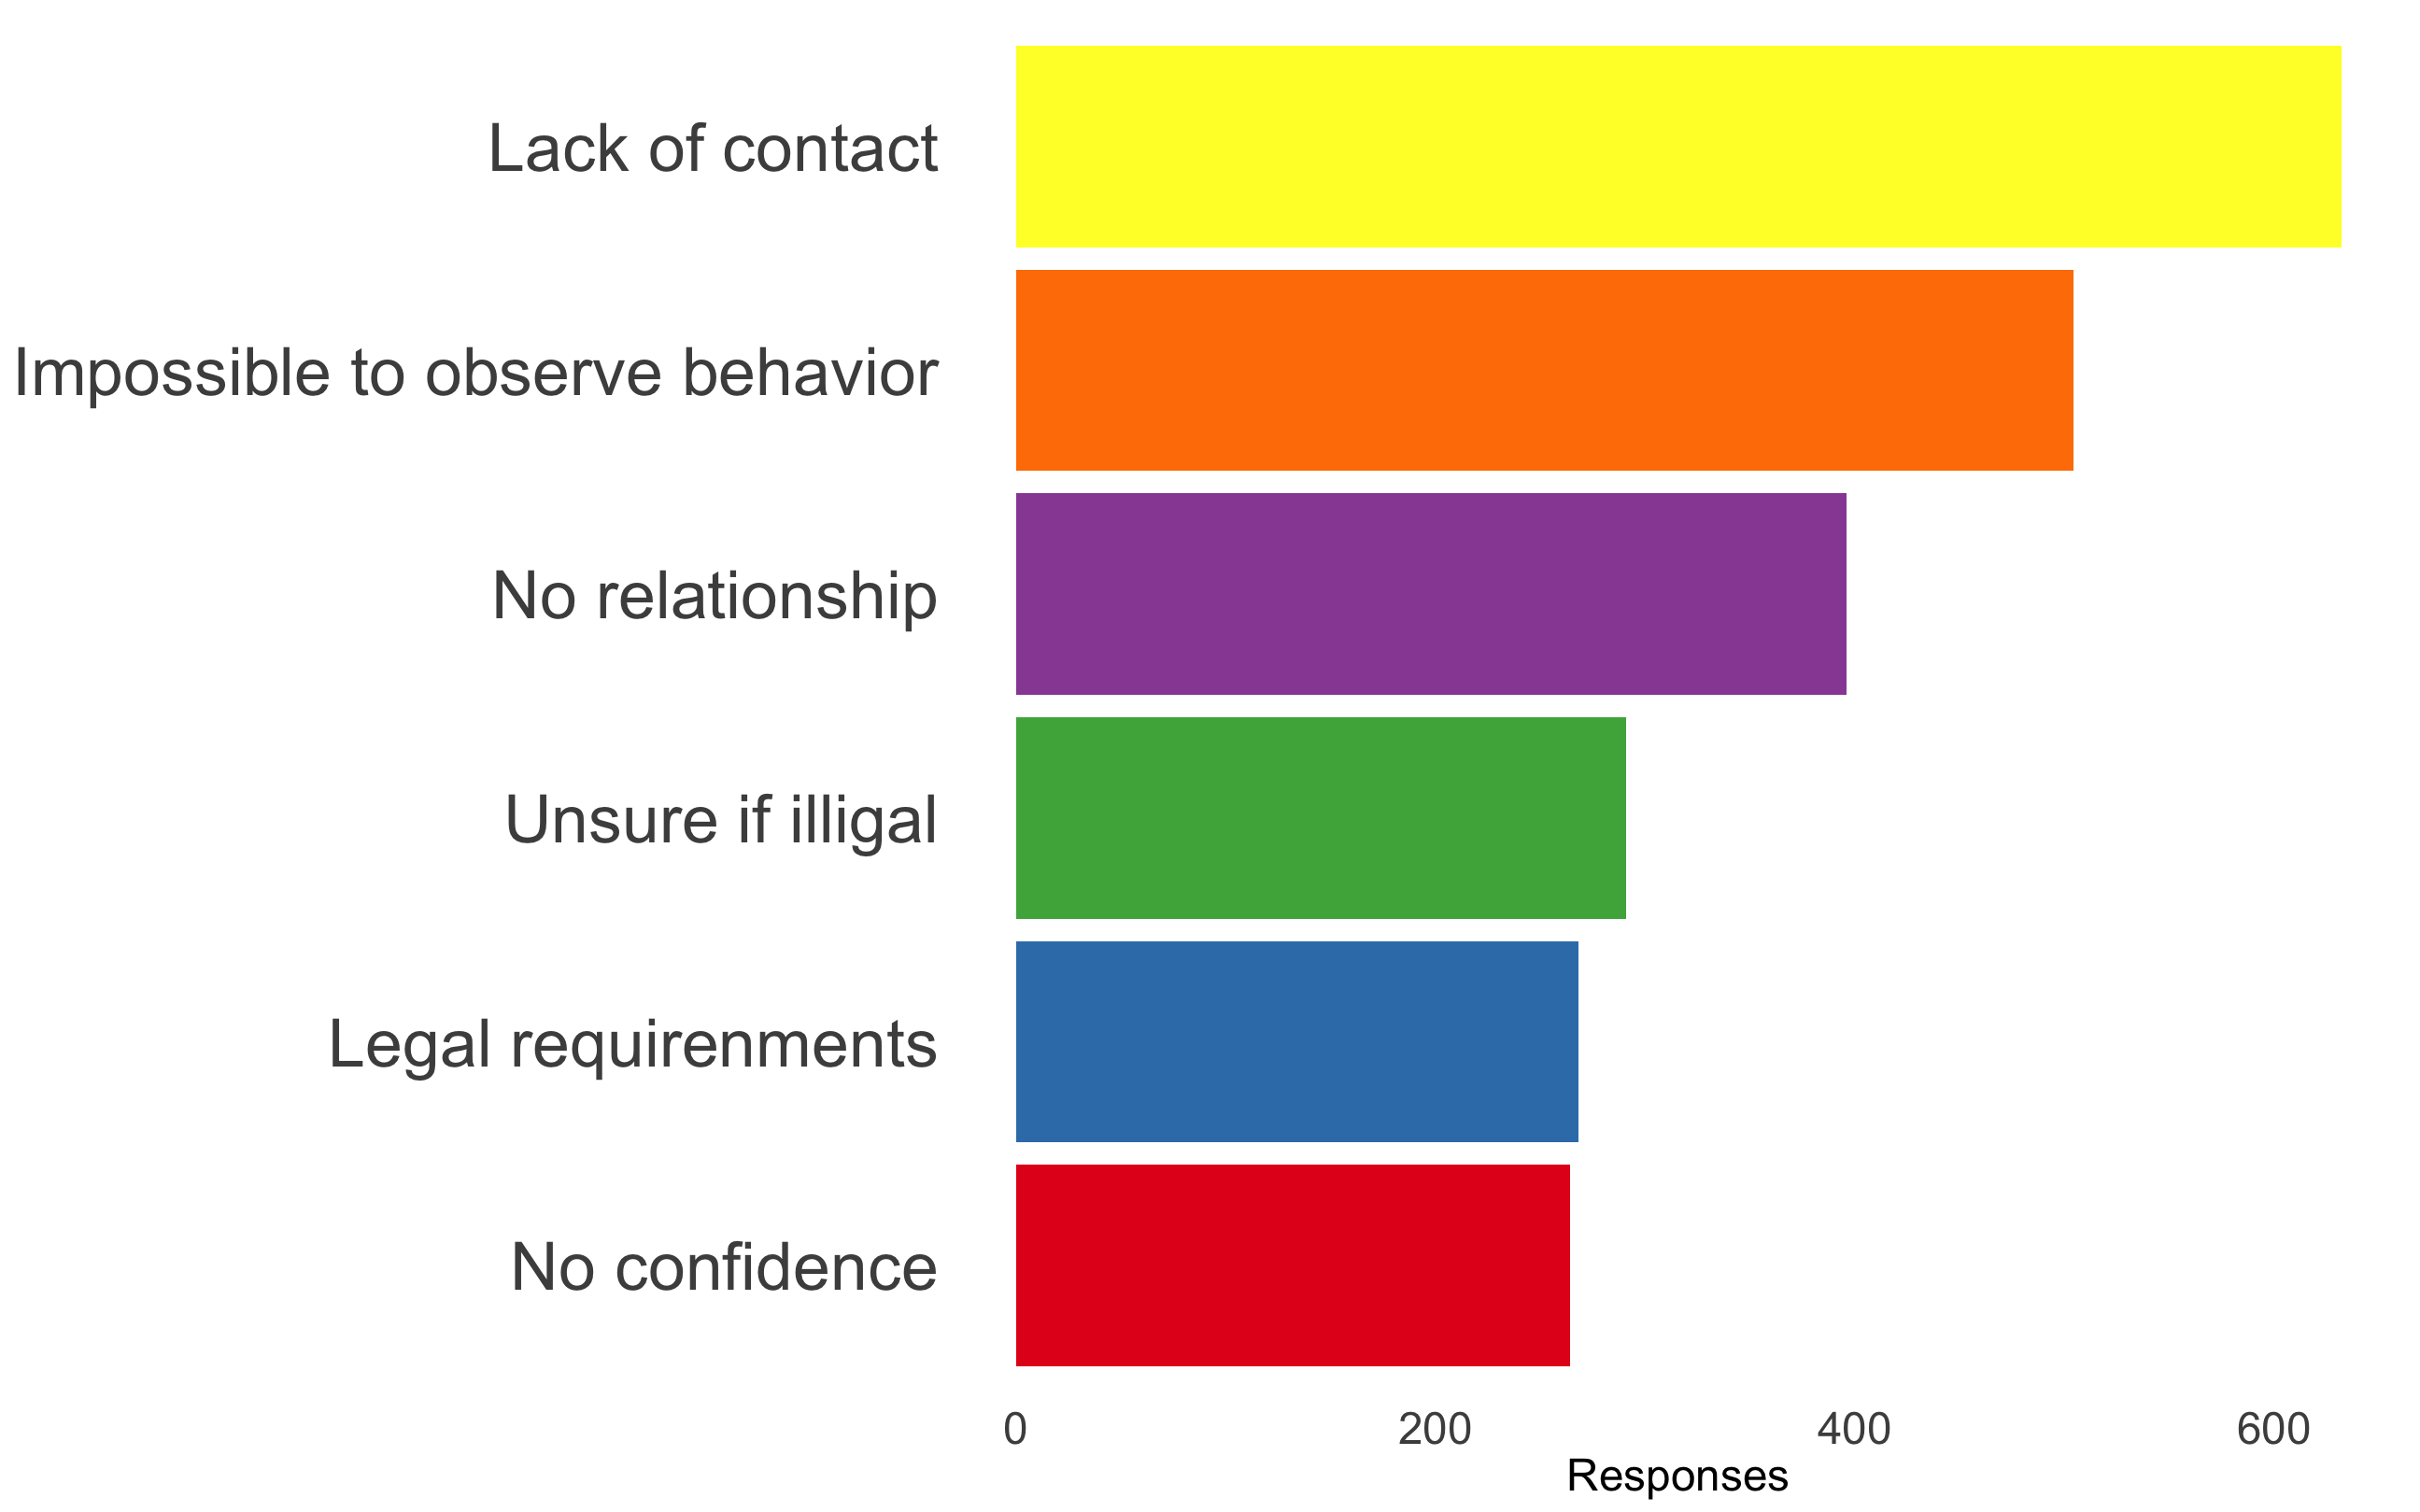 Lack of contact
Impossible to observe behavior
No relationship
Unsure if illigal
Legal requirenments
No confidence
0 200 400 600
Responses